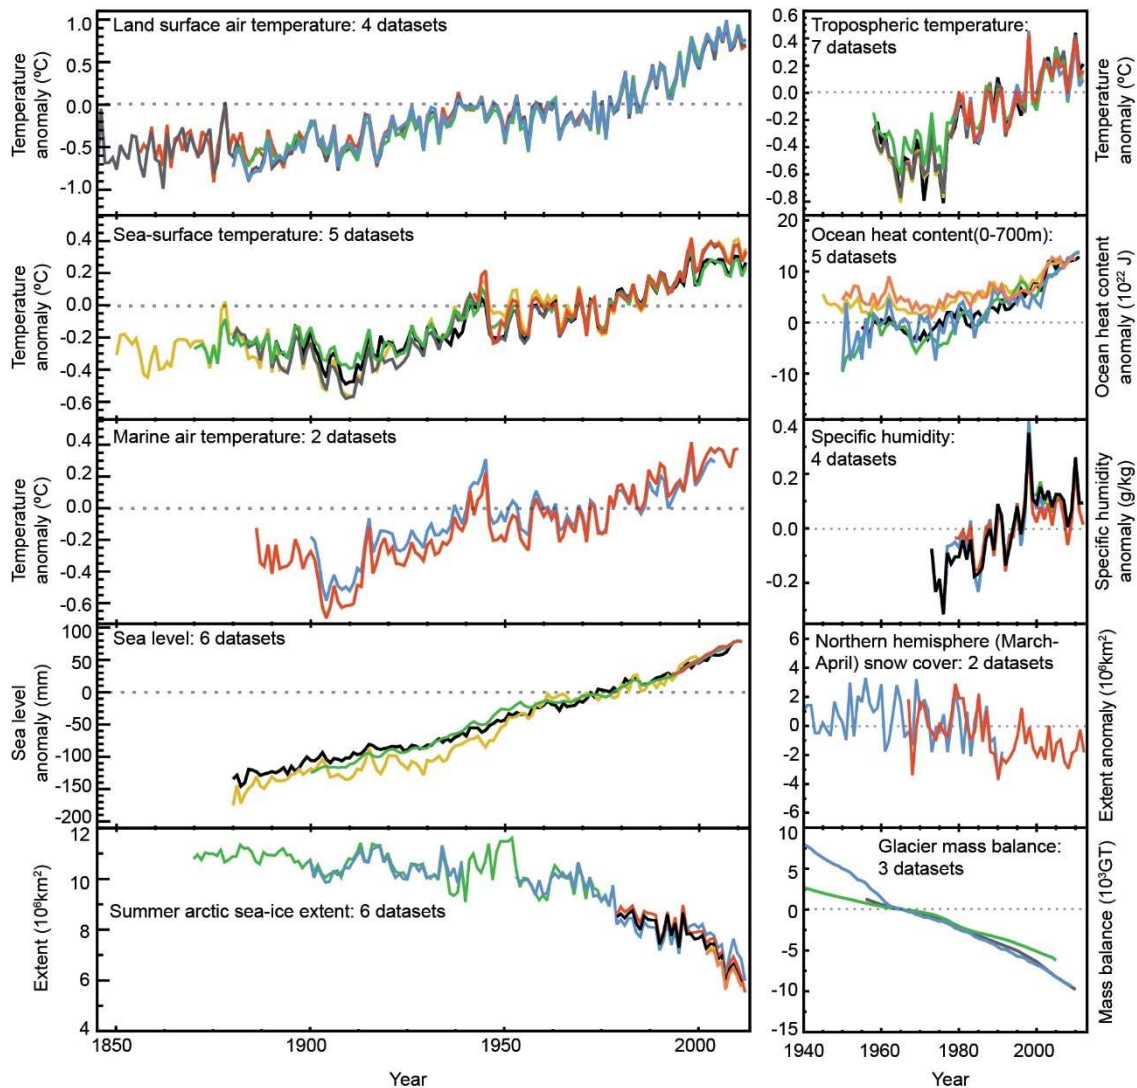 Land surface air temperature: 4 datasets
1.0
0.5
0.0
-0.5
-1.0
Temperature
anomaly (ºC)
Sea-surface temperature: 5 datasets
0.4
0.2
0.0
-0.2
-0.4
-0.6
Temperature
anomaly (ºC)
Marine air temperature: 2 datasets
0.4
0.2
0.0
-0.2
-0.4
-0.6
Temperature
anomaly (ºC)
Sea level: 6 datasets
100
50
0
-50
-100
-150
-200
Sea level
anomaly (mm)
Summer arctic sea-ice extent: 6 datasets
12
10
8
6
4
Extent (10⁶km²)
1850
1900
1950
2000
Year
Tropospheric temperature:
7 datasets
0.6
0.4
0.2
0.0
-0.2
-0.4
-0.6
-0.8
Temperature
anomaly (ºC)
Ocean heat content(0-700m):
5 datasets
20
10
0
-10
Ocean heat content
anomaly (10²² J)
Specific humidity:
4 datasets
0.4
0.2
0.0
-0.2
Specific humidity
anomaly (g/kg)
Northern hemisphere (March-
April) snow cover: 2 datasets
6
4
2
0
-2
-4
-6
Extent anomaly (10⁶km²)
Glacier mass balance:
3 datasets
10
5
0
-5
-10
-15
Mass balance (10³GT)
1940
1960
1980
2000
Year